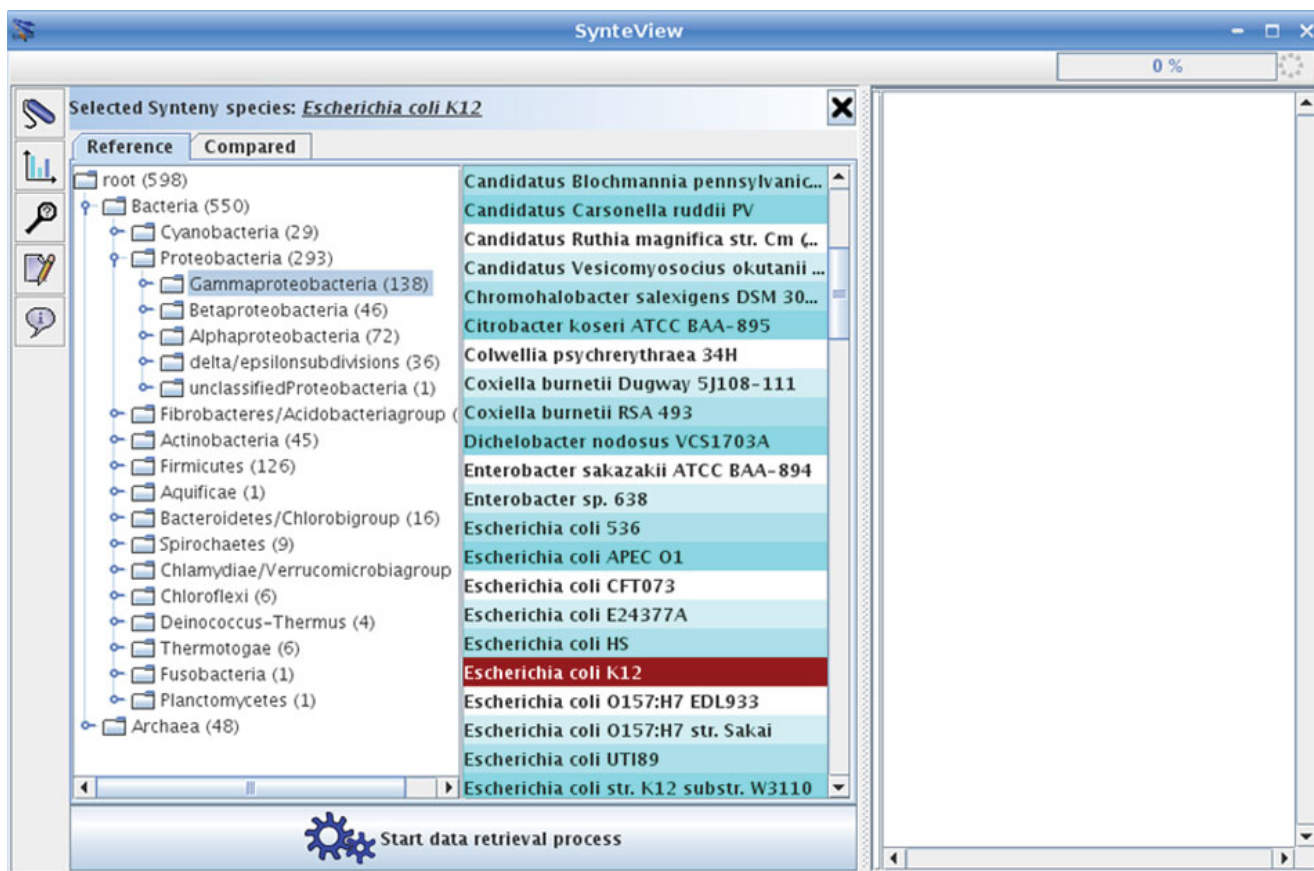 SynteView
0 %
Selected Synteny species: Escherichia coli K12
Reference
Compared
root (598)
Bacteria (550)
Cyanobacteria (29)
Proteobacteria (293)
Gammaproteobacteria (138)
Betaproteobacteria (46)
Alphaproteobacteria (72)
delta/epsilonsubdivisions (36)
unclassifiedProteobacteria (1)
Fibrobacteres/Acidobacteriagroup (
Actinobacteria (45)
Firmicutes (126)
Aquificae (1)
Bacteroidetes/Chlorobigroup (16)
Spirochaetes (9)
Chlamydiae/Verrucomicrobiagroup
Chloroflexi (6)
Deinococcus-Thermus (4)
Thermotogae (6)
Fusobacteria (1)
Planctomycetes (1)
Archaea (48)
Candidatus Blochmannia pennsylvanic...
Candidatus Carsonella ruddii PV
Candidatus Ruthia magnifica str. Cm (...
Candidatus Vesicomyosocius okutanii ...
Chromohalobacter salexigens DSM 30...
Citrobacter koseri ATCC BAA-895
Colwellia psychrerythraea 34H
Coxiella burnetii Dugway 5J108-111
Coxiella burnetii RSA 493
Dichelobacter nodosus VCS1703A
Enterobacter sakazakii ATCC BAA-894
Enterobacter sp. 638
Escherichia coli 536
Escherichia coli APEC O1
Escherichia coli CFT073
Escherichia coli E24377A
Escherichia coli HS
Escherichia coli K12
Escherichia coli O157:H7 EDL933
Escherichia coli O157:H7 str. Sakai
Escherichia coli UTI89
Escherichia coli str. K12 substr. W3110
Start data retrieval process